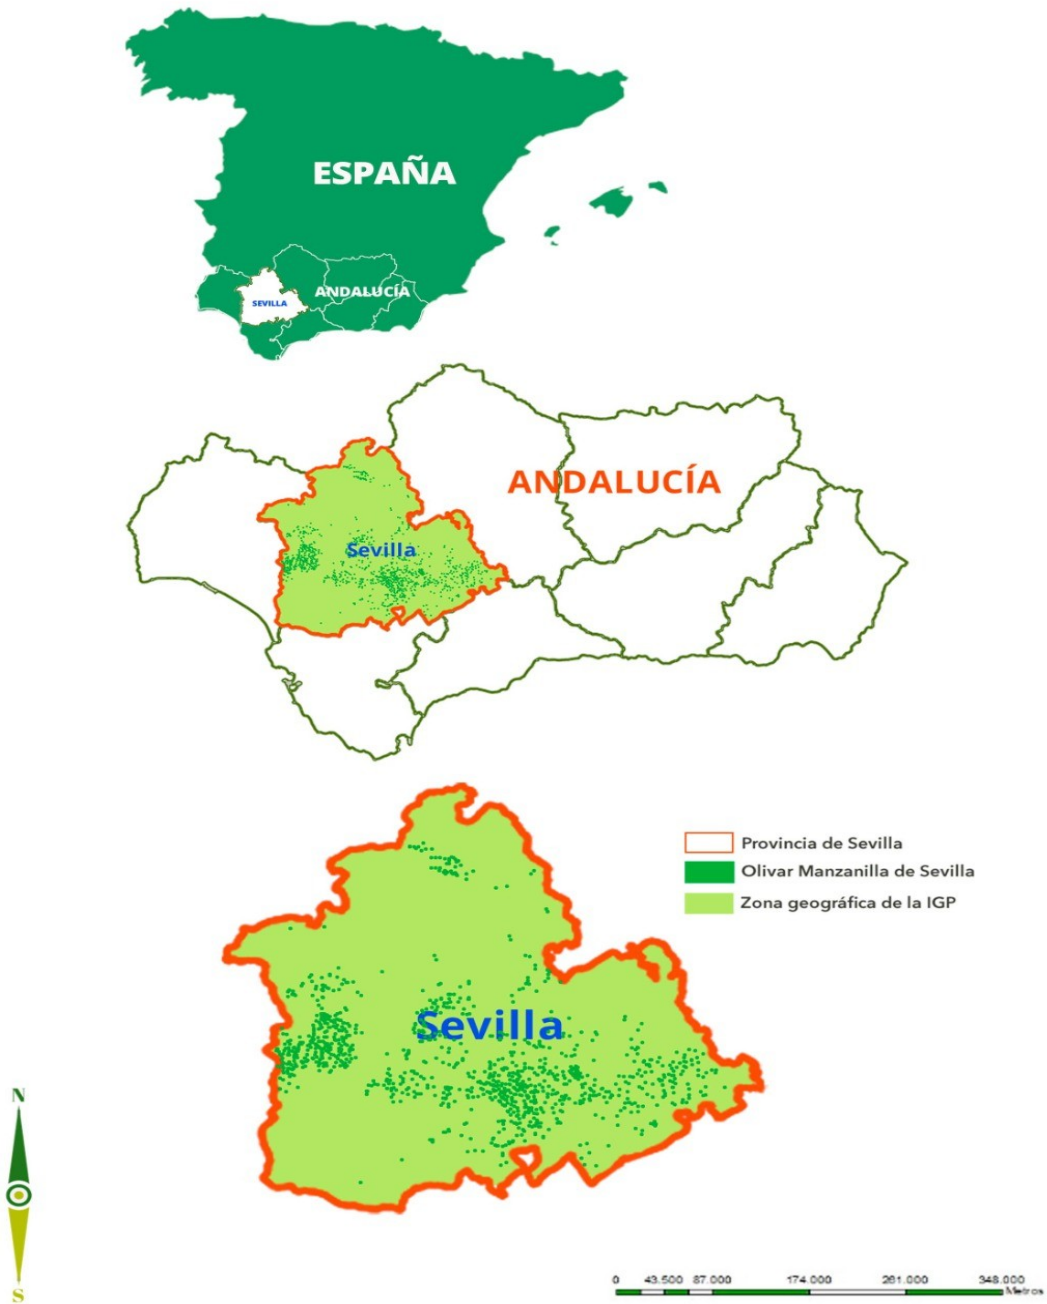 ESPAÑA
ANDALUCÍA
SEVILLA
ANDALUCÍA
Sevilla
Provincia de Sevilla
Olivar Manzanilla de Sevilla
Zona geográfica de la IGP
Sevilla
N
S
0 43.500 87.000 174.000 261.000 348.000
Metros